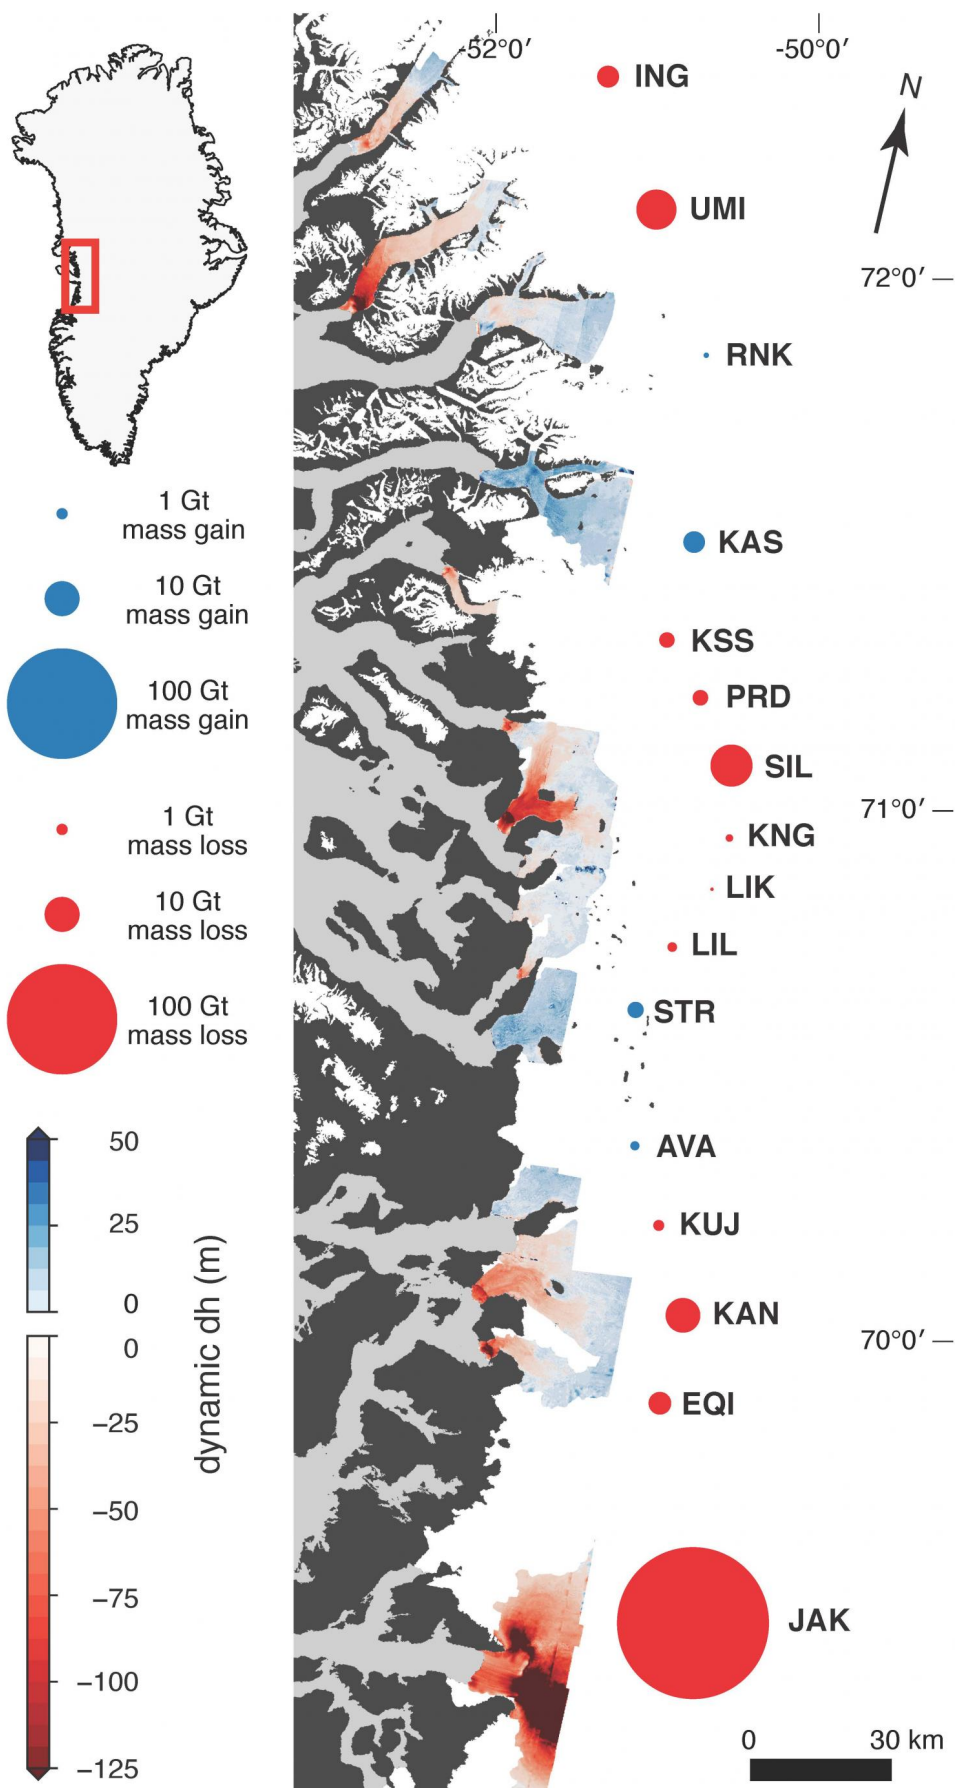 -52°0′
-50°0′
ING
N
UMI
72°0′
RNK
1 Gt
mass gain
KAS
10 Gt
mass gain
KSS
100 Gt
mass gain
PRD
SIL
71°0′
1 Gt
mass loss
KNG
LIK
10 Gt
mass loss
LIL
100 Gt
mass loss
STR
50
AVA
25
KUJ
0
KAN
0
70°0′
dynamic dh (m)
−25
EQI
−50
−75
JAK
−100
0 30 km
−125